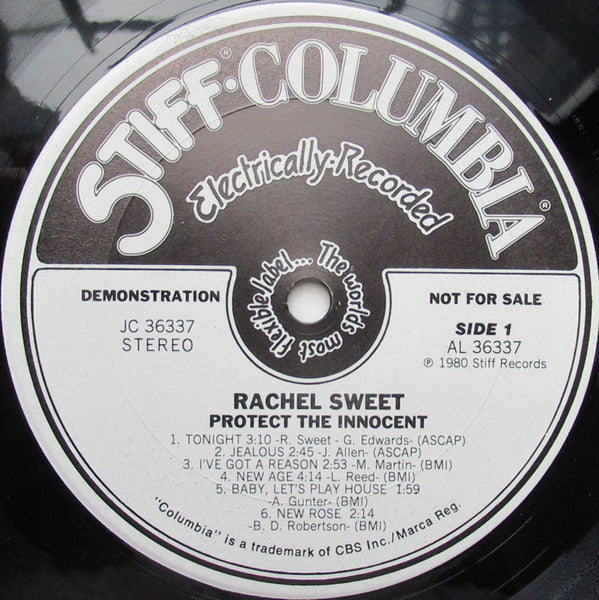 STIFF®·COLUMBIA®
Electrically-Recorded
The worlds most flexible label...
DEMONSTRATION
JC 36337
STEREO
NOT FOR SALE
SIDE 1
AL 36337
℗ 1980 Stiff Records
RACHEL SWEET
PROTECT THE INNOCENT
1. TONIGHT 3:10 -R. Sweet - G. Edwards- (ASCAP)
2. JEALOUS 2:45 -J. Allen- (ASCAP)
3. I'VE GOT A REASON 2:53 -M. Martin- (BMI)
4. NEW AGE 4:14 -L. Reed- (BMI)
5. BABY, LET'S PLAY HOUSE 1:59
-A. Gunter- (BMI)
6. NEW ROSE 2:14
-B. D. Robertson- (BMI)
"Columbia" is a trademark of CBS Inc./Marca Reg.